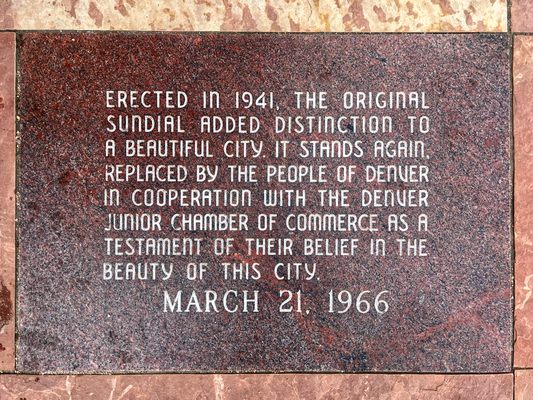 ERECTED IN 1941, THE ORIGINAL
SUNDIAL ADDED DISTINCTION TO
A BEAUTIFUL CITY. IT STANDS AGAIN,
REPLACED BY THE PEOPLE OF DENVER
IN COOPERATION WITH THE DENVER
JUNIOR CHAMBER OF COMMERCE AS A
TESTAMENT OF THEIR BELIEF IN THE
BEAUTY OF THIS CITY.
MARCH 21, 1966